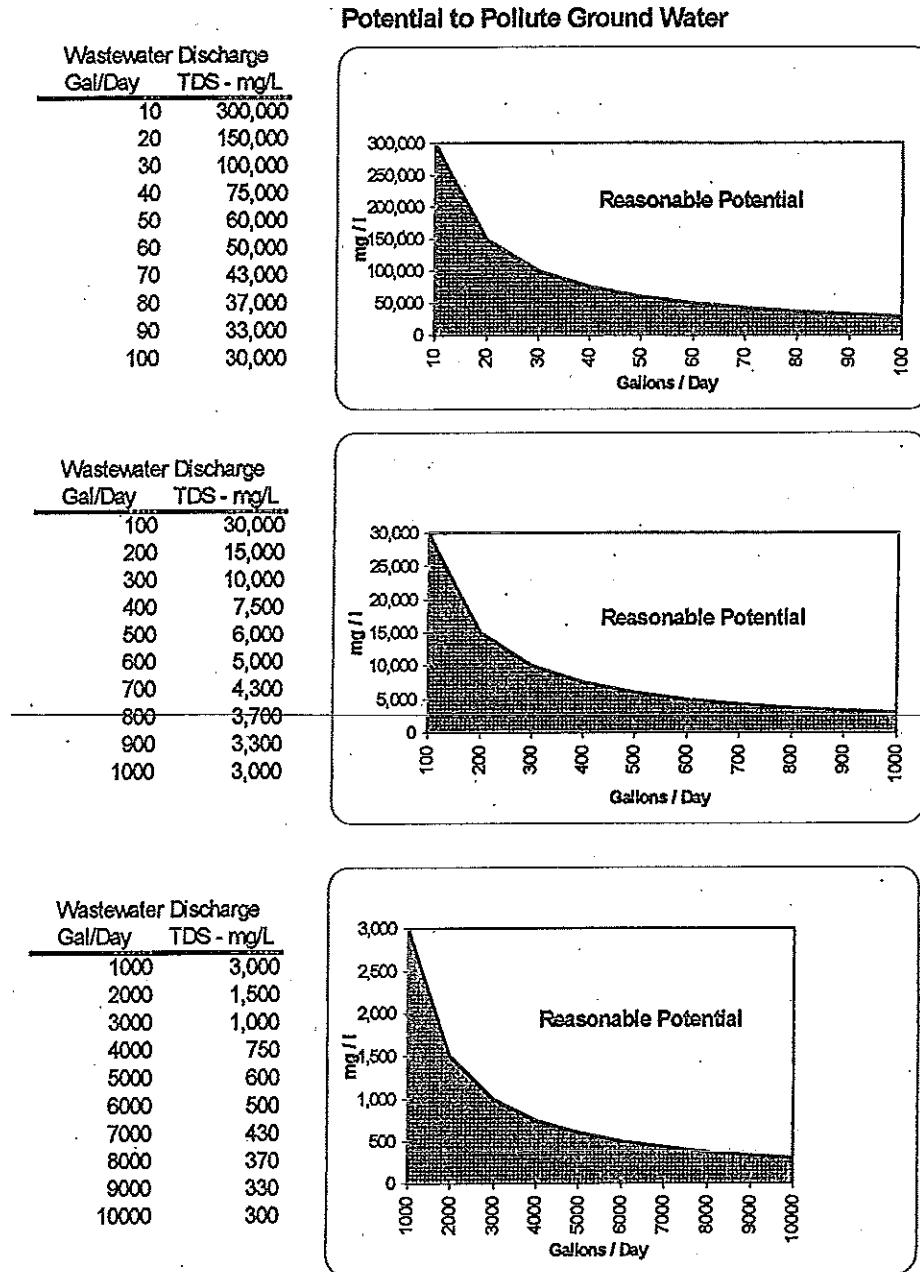 Potential to Pollute Ground Water
Wastewater Discharge
Gal/Day TDS - mg/L
10 300,000
20 150,000
30 100,000
40 75,000
50 60,000
60 50,000
70 43,000
80 37,000
90 33,000
100 30,000
300,000
250,000
200,000
150,000
100,000
50,000
0
mg / l
Reasonable Potential
10 20 30 40 50 60 70 80 90 100
Gallons / Day
Wastewater Discharge
Gal/Day TDS - mg/L
100 30,000
200 15,000
300 10,000
400 7,500
500 6,000
600 5,000
700 4,300
800 3,700
900 3,300
1000 3,000
30,000
25,000
20,000
15,000
10,000
5,000
0
mg / l
Reasonable Potential
100 200 300 400 500 600 700 800 900 1000
Gallons / Day
Wastewater Discharge
Gal/Day TDS - mg/L
1000 3,000
2000 1,500
3000 1,000
4000 750
5000 600
6000 500
7000 430
8000 370
9000 330
10000 300
3,000
2,500
2,000
1,500
1,000
500
0
mg / l
Reasonable Potential
1000 2000 3000 4000 5000 6000 7000 8000 9000 10000
Gallons / Day